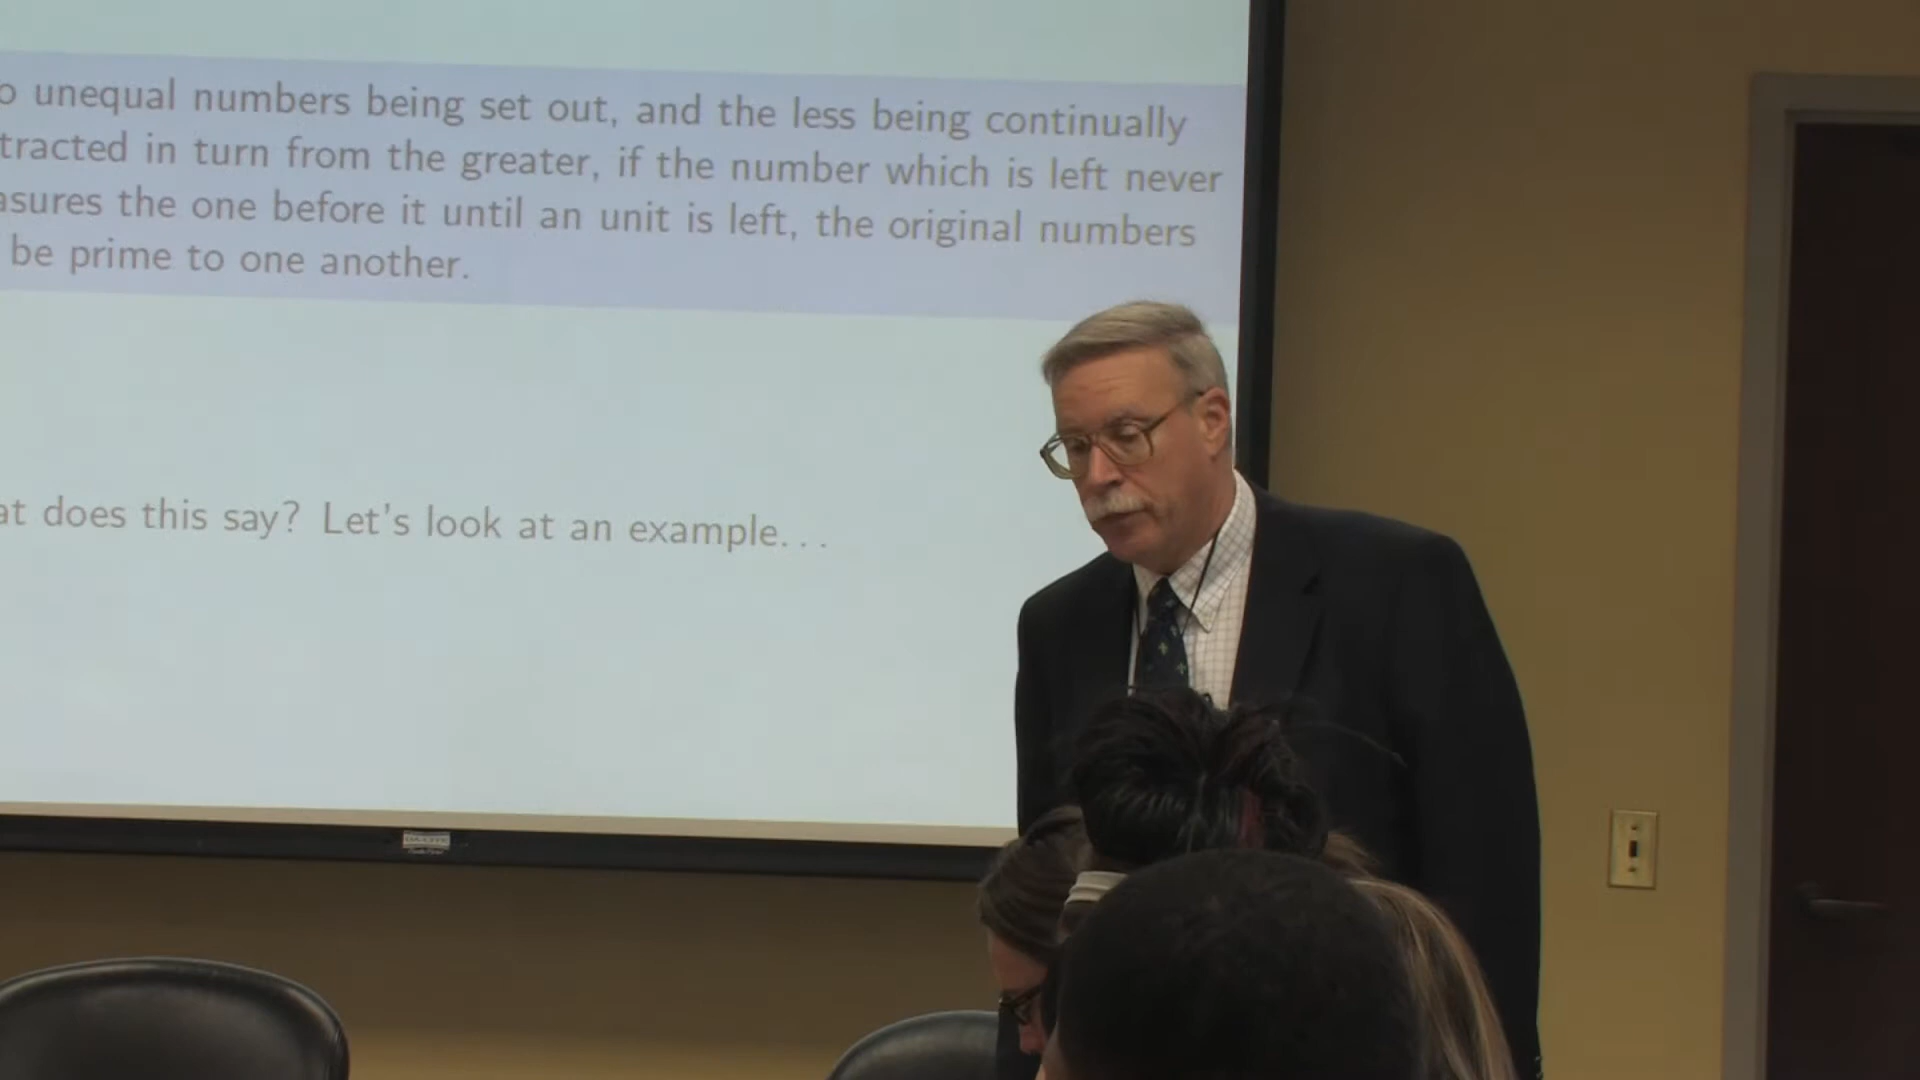 unequal numbers being set out, and the less being continually
tracted in turn from the greater, if the number which is left never
asures the one before it until an unit is left, the original numbers
be prime to one another.
at does this say? Let's look at an example...